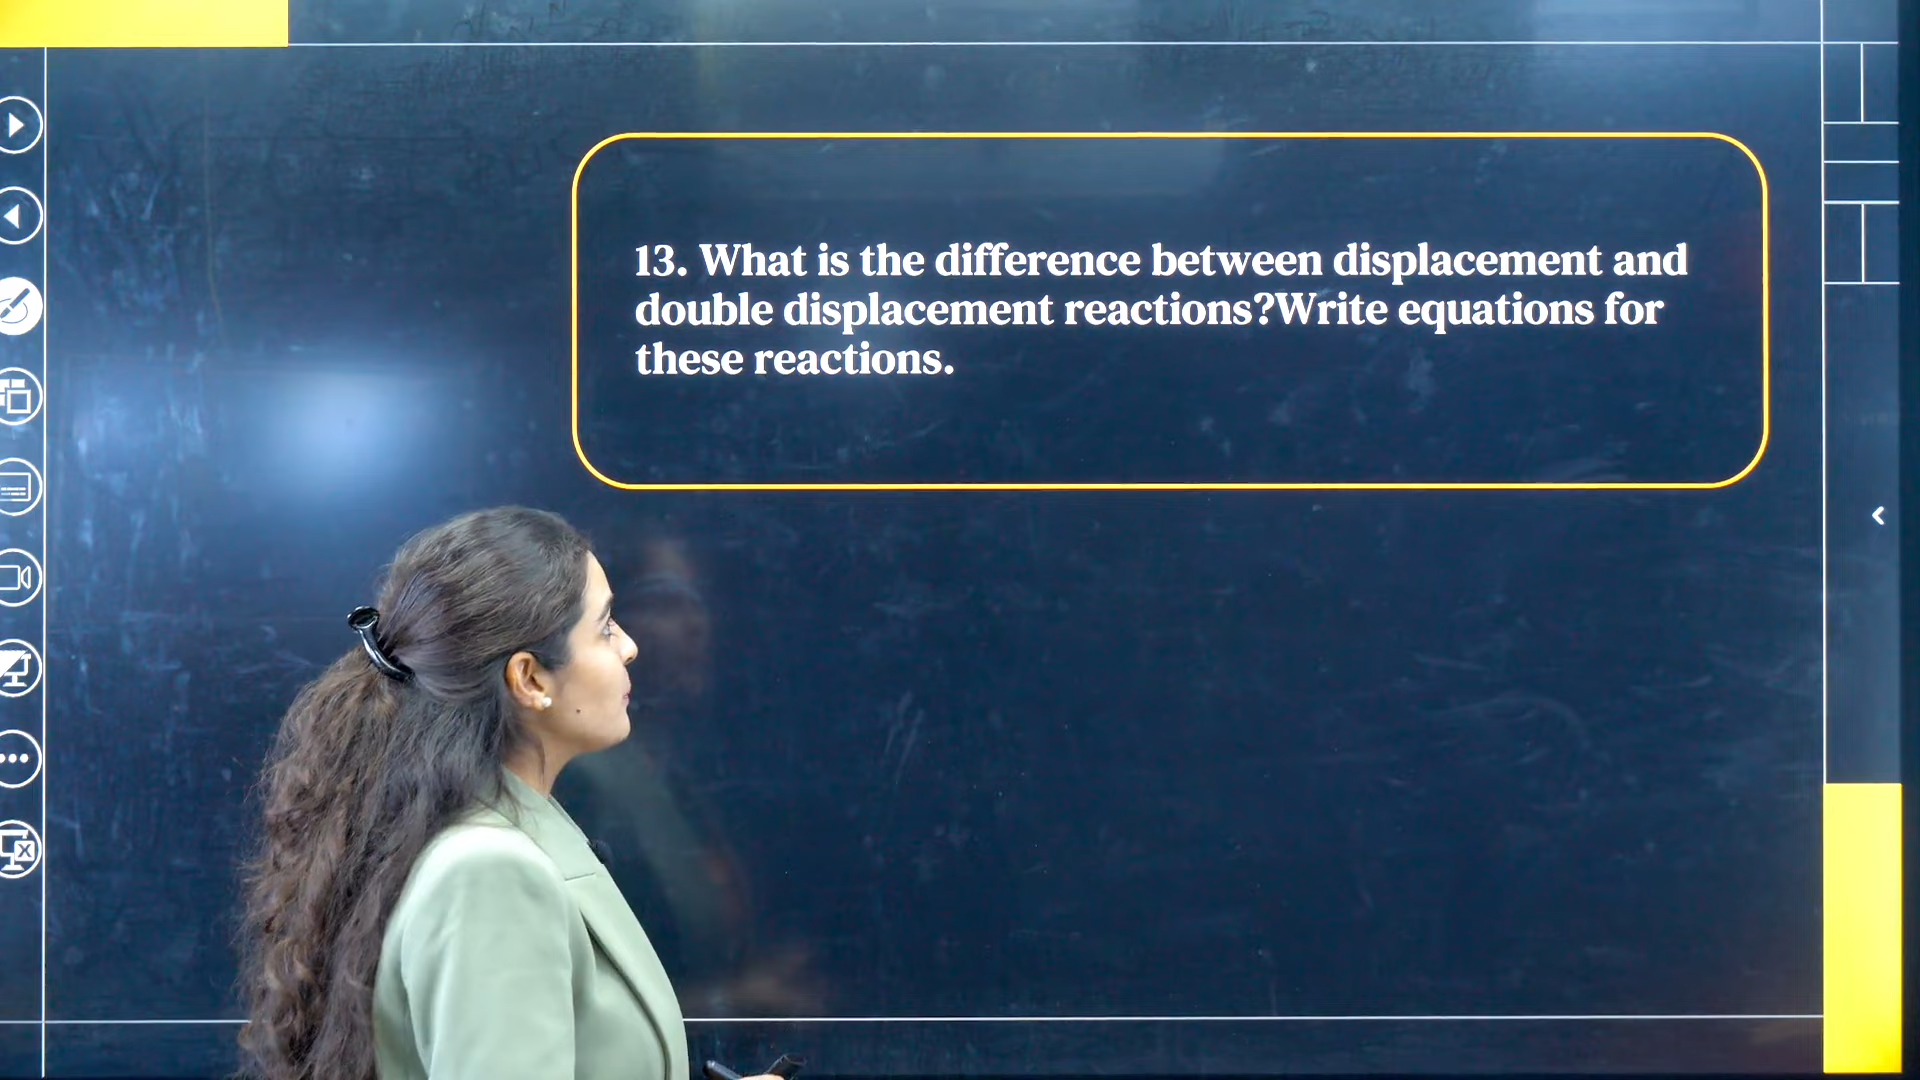 13. What is the difference between displacement and
double displacement reactions?Write equations for
these reactions.